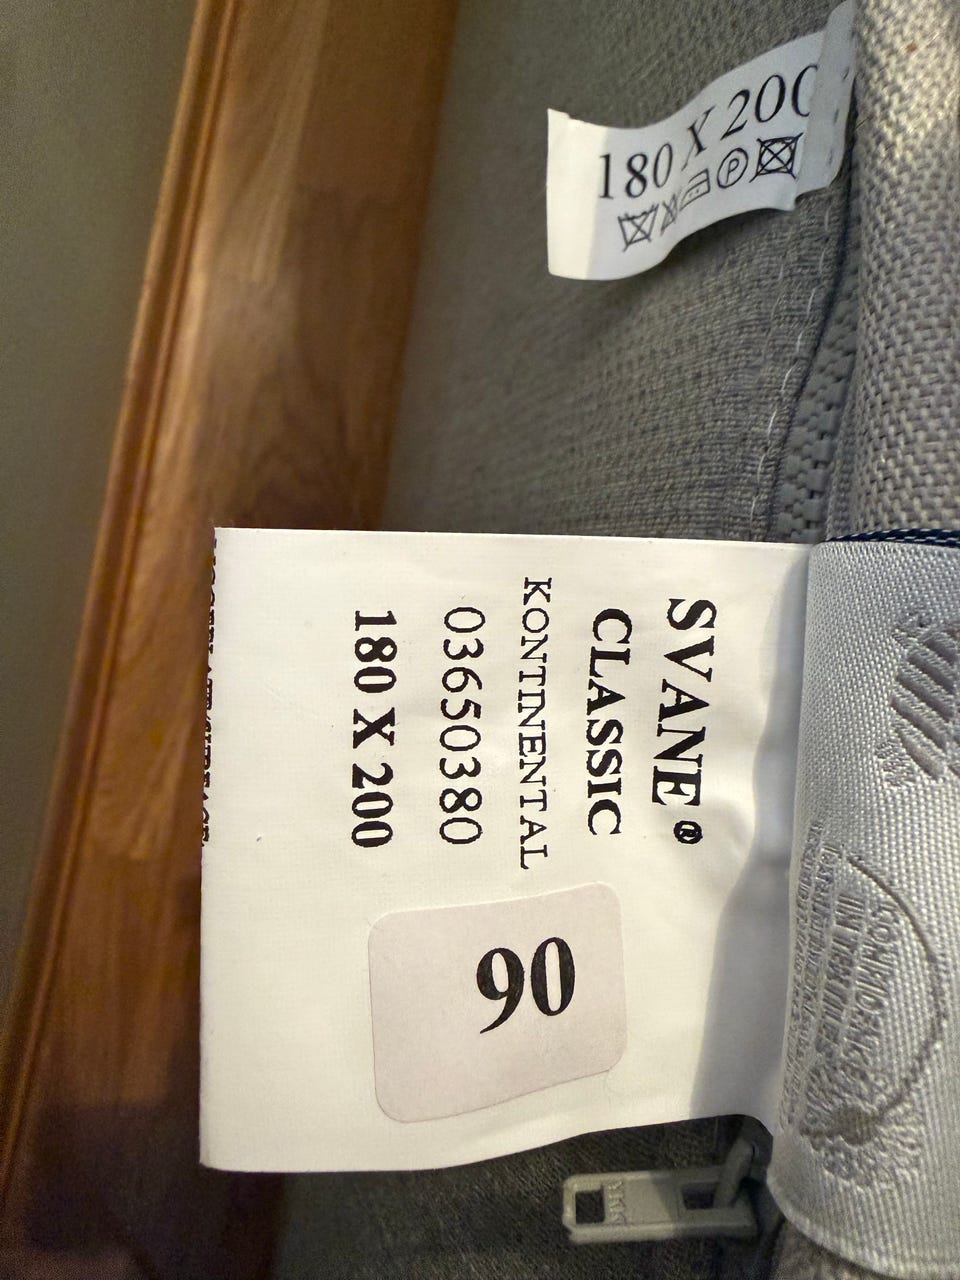 180 X 200
SVANE®
CLASSIC
KONTINENTAL
03650380
180 X 200
90